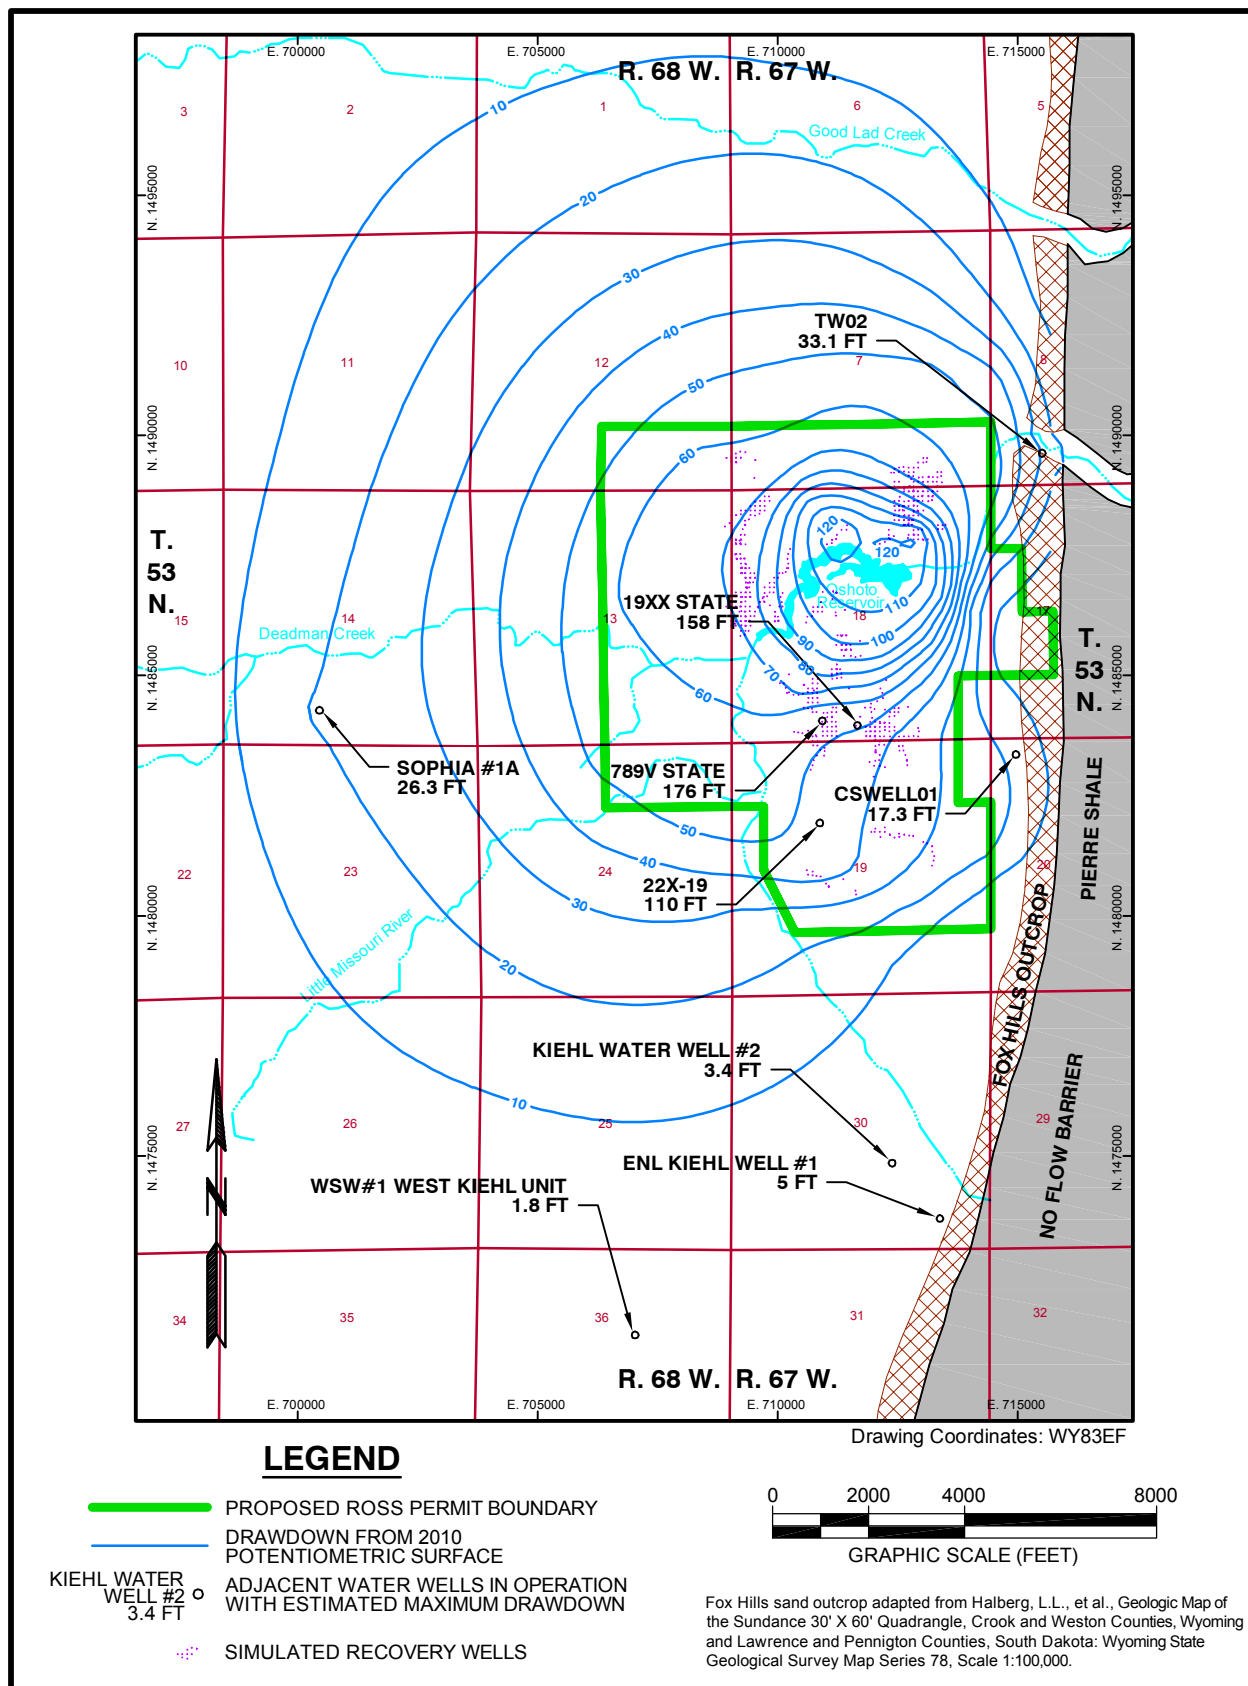 E. 700000
E. 705000
E. 710000
E. 715000
R. 68 W.
R. 67 W.
3
2
1
6
5
10
Good Lad Creek
N. 1495000
N. 1495000
20
30
TW02
33.1 FT
40
10
11
12
7
8
50
N. 1490000
N. 1490000
60
T.
53
N.
120
120
19XX STATE
158 FT
Oshoto
Reservoir
110
15
14
13
18
17
Deadman Creek
100
90
80
70
60
T.
53
N.
N. 1485000
N. 1485000
SOPHIA #1A
26.3 FT
789V STATE
176 FT
CSWELL01
17.3 FT
PIERRE SHALE
50
40
22
23
24
19
20
22X-19
110 FT
30
N. 1480000
N. 1480000
Little Missouri River
20
FOX HILLS OUTCROP
KIEHL WATER WELL #2
3.4 FT
10
27
26
25
30
29
NO FLOW BARRIER
N. 1475000
N. 1475000
ENL KIEHL WELL #1
5 FT
WSW#1 WEST KIEHL UNIT
1.8 FT
N
34
35
36
31
32
R. 68 W.
R. 67 W.
E. 700000
E. 705000
E. 710000
E. 715000
Drawing Coordinates: WY83EF
LEGEND
PROPOSED ROSS PERMIT BOUNDARY
DRAWDOWN FROM 2010
POTENTIOMETRIC SURFACE
KIEHL WATER
WELL #2
3.4 FT
ADJACENT WATER WELLS IN OPERATION
WITH ESTIMATED MAXIMUM DRAWDOWN
SIMULATED RECOVERY WELLS
0
2000
4000
8000
GRAPHIC SCALE (FEET)
Fox Hills sand outcrop adapted from Halberg, L.L., et al., Geologic Map of
the Sundance 30' X 60' Quadrangle, Crook and Weston Counties, Wyoming
and Lawrence and Pennigton Counties, South Dakota: Wyoming State
Geological Survey Map Series 78, Scale 1:100,000.